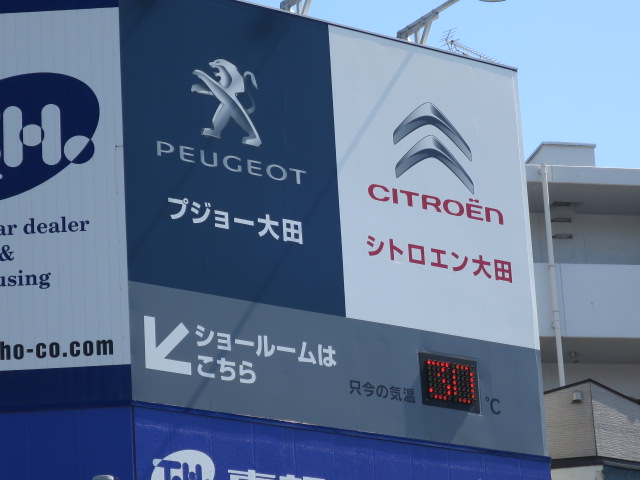 PEUGEOT
プジョー大田
CITROËN
シトロエン大田
ar dealer
&
using
ho-co.com
ショールームは
こちら
只今の気温
℃
T.H.